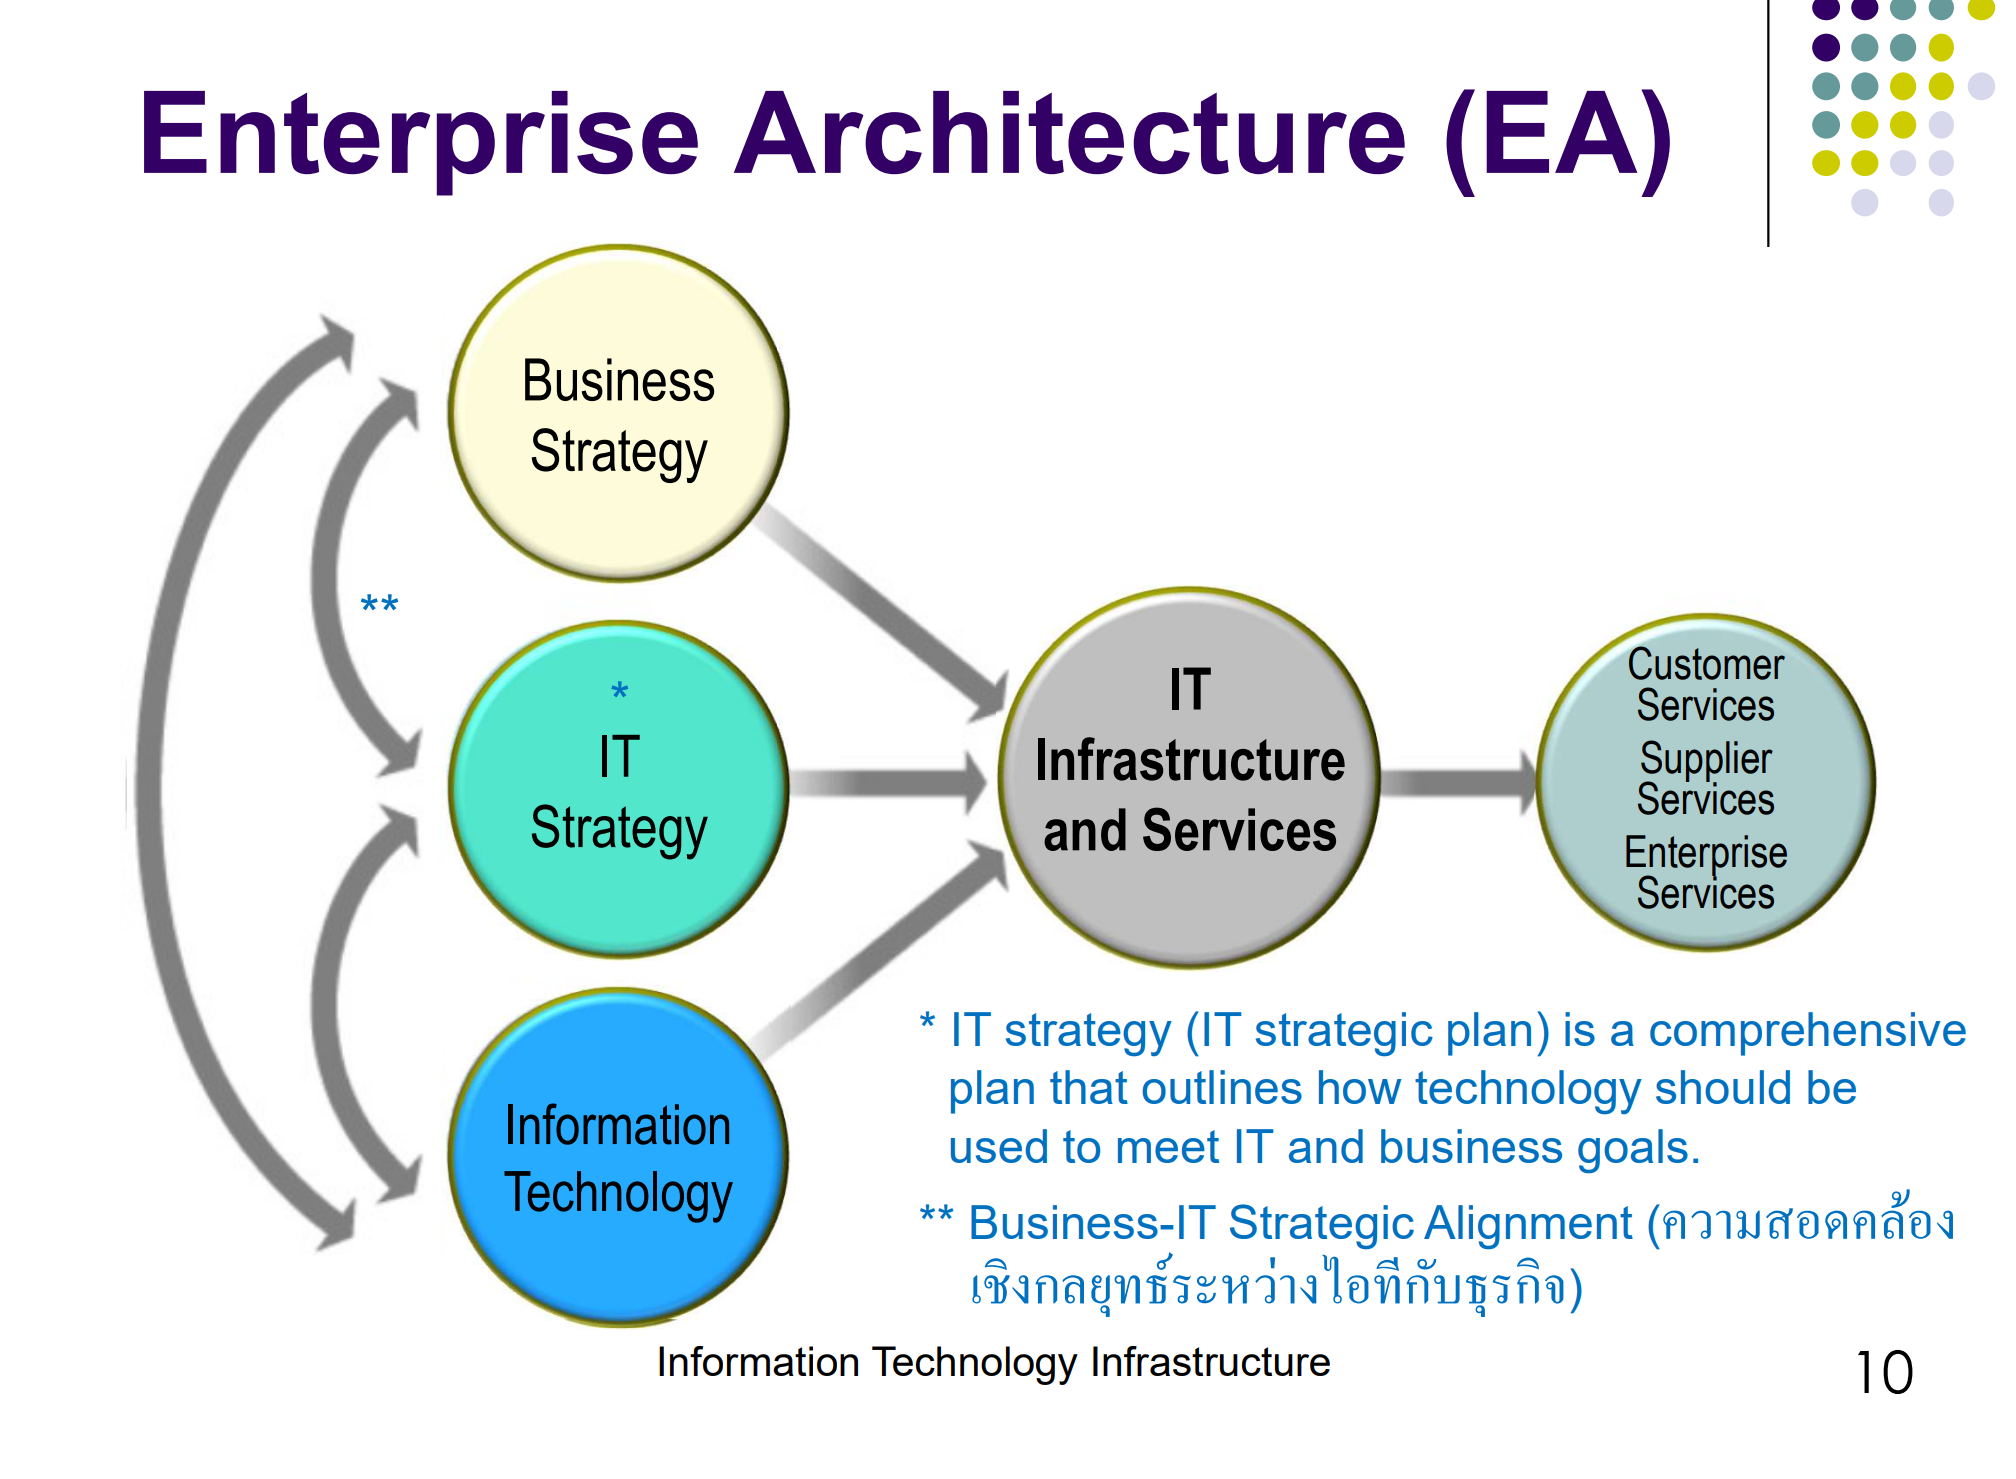 Enterprise Architecture (EA)
Business
Strategy
**
*
IT
Strategy
Information
Technology
IT
Infrastructure
and Services
Customer
Services
Supplier
Services
Enterprise
Services
* IT strategy (IT strategic plan) is a comprehensive
plan that outlines how technology should be
used to meet IT and business goals.
** Business-IT Strategic Alignment (ความสอดคล้อง
เชิงกลยุทธ์ระหว่างไอทีกับธุรกิจ)
Information Technology Infrastructure
10